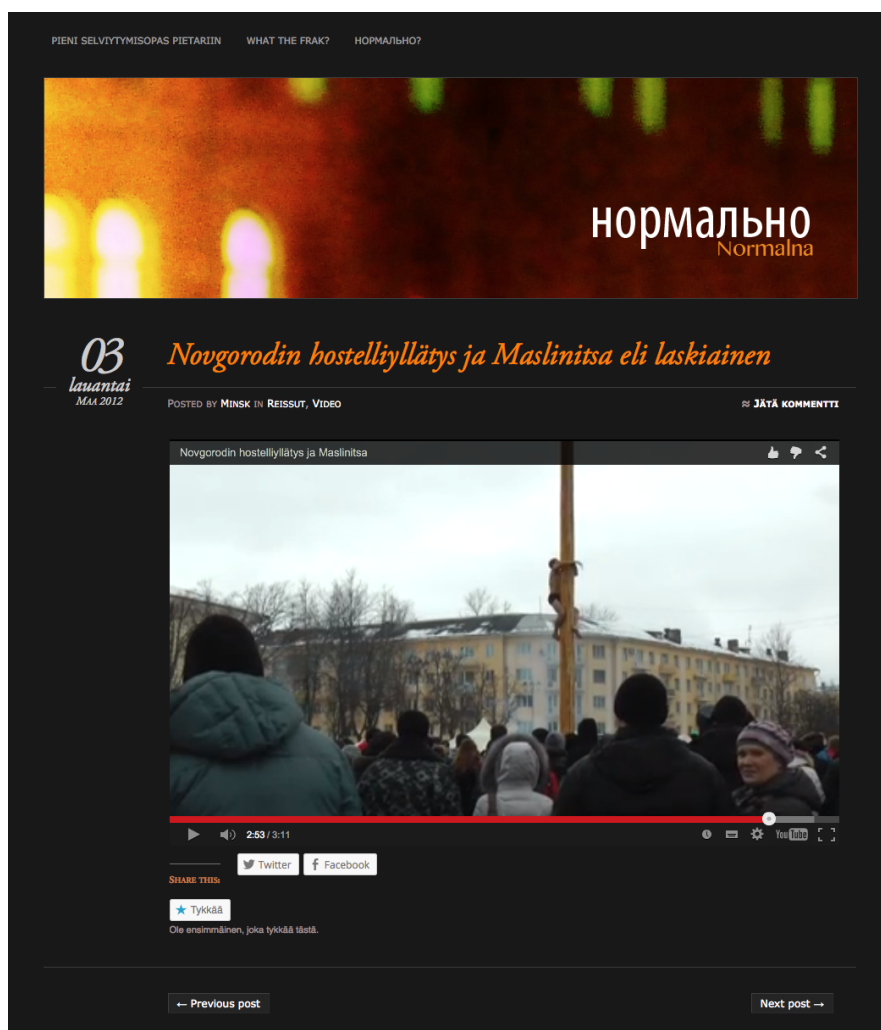 PIENI SELVIYTYMISOPAS PIETARIIN WHAT THE FRAK? НОРМАЛЬНО?
нормально
Normalna
03
lauantai
MAA 2012
Novgorodin hostelliyllätys ja Maslinitsa eli laskiainen
POSTED BY MINSK IN REISSUT, VIDEO
≈ JÄTÄ KOMMENTTI
Novgorodin hostelliyllätys ja Maslinitsa
2:53 / 3:11
YouTube
SHARE THIS:
Twitter
Facebook
Tykkää
Ole ensimmäinen, joka tykkää tästä.
← Previous post
Next post →